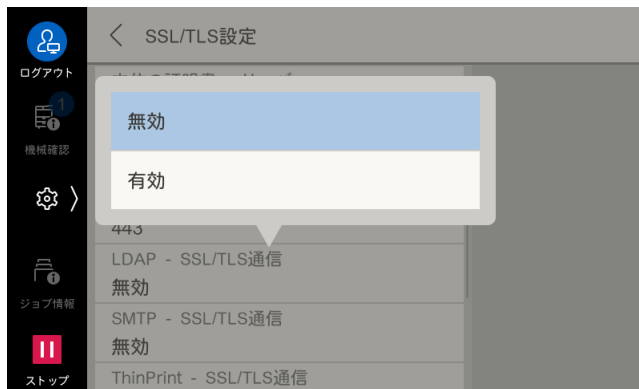 SSL/TLS設定
ログアウト
1
機械確認
無効
有効
443
LDAP - SSL/TLS通信
無効
ジョブ情報
SMTP - SSL/TLS通信
無効
ストップ
ThinPrint - SSL/TLS通信